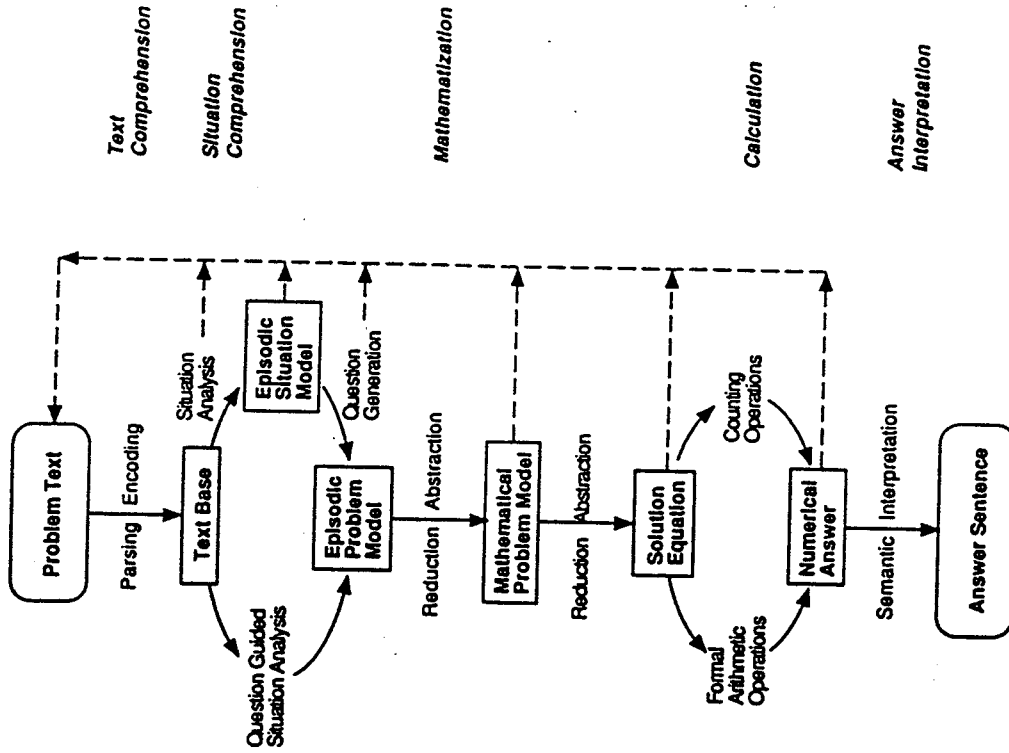 Problem Text
Parsing Encoding
Text Base
Situation
Analysis
Episodic
Situation
Model
Question Guided
Situation Analysis
Question
Generation
Episodic
Problem
Model
Reduction Abstraction
Mathematical
Problem Model
Reduction Abstraction
Solution
Equation
Counting
Operations
Formal
Arithmetic
Operations
Numerical
Answer
Semantic Interpretation
Answer Sentence
Text
Comprehension
Situation
Comprehension
Mathematization
Calculation
Answer
Interpretation